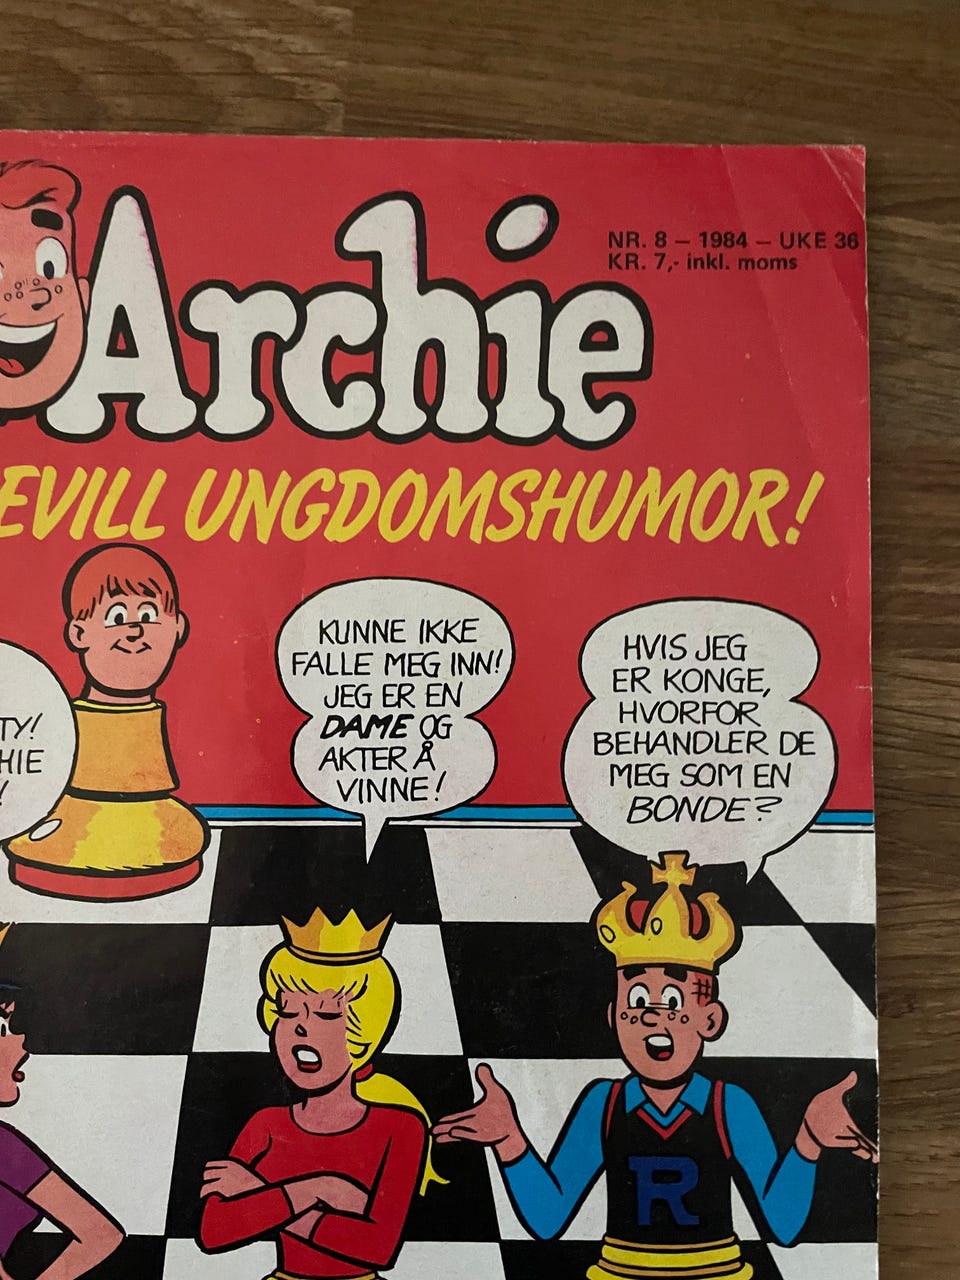 Archie
NR. 8 – 1984 – UKE 36
KR. 7,- inkl. moms
EVILL UNGDOMSHUMOR!
TY!
HIE
!
KUNNE IKKE
FALLE MEG INN!
JEG ER EN
DAME OG
AKTER Å
VINNE!
HVIS JEG
ER KONGE,
HVORFOR
BEHANDLER DE
MEG SOM EN
BONDE?
R